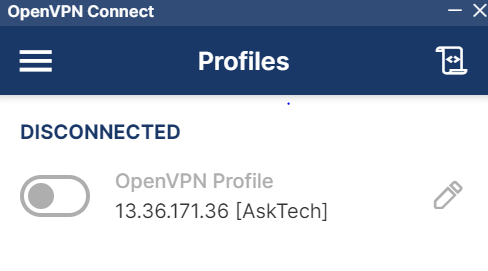 OpenVPN Connect
Profiles
DISCONNECTED
OpenVPN Profile
13.36.171.36 [AskTech]